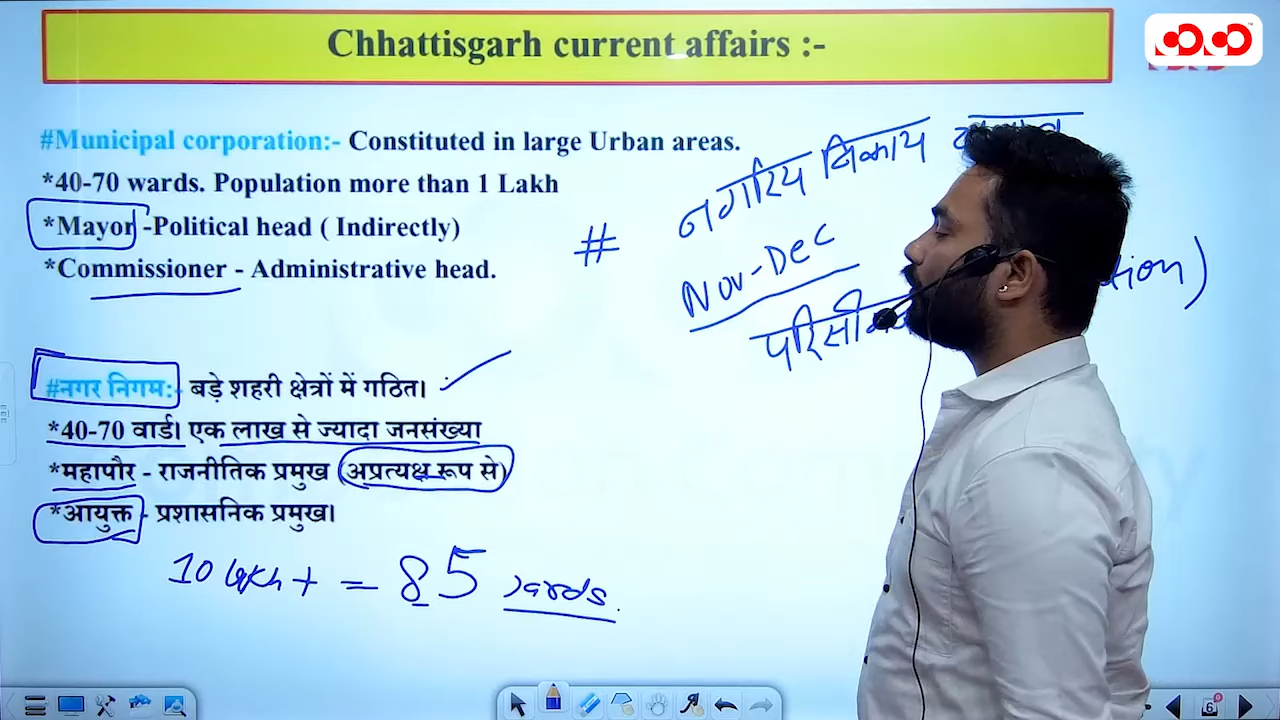 Chhattisgarh current affairs :-
#Municipal corporation:- Constituted in large Urban areas.
*40-70 wards. Population more than 1 Lakh
*Mayor -Political head ( Indirectly)
*Commissioner - Administrative head.
# नगरिय निकाय
Nov-Dec
tion)
#नगर निगम:- बड़े शहरी क्षेत्रों में गठित।
*40-70 वार्ड। एक लाख से ज्यादा जनसंख्या
*महापौर - राजनीतिक प्रमुख (अप्रत्यक्ष रूप से)
*आयुक्त - प्रशासनिक प्रमुख।
10 lakh + = 85 wards.
6